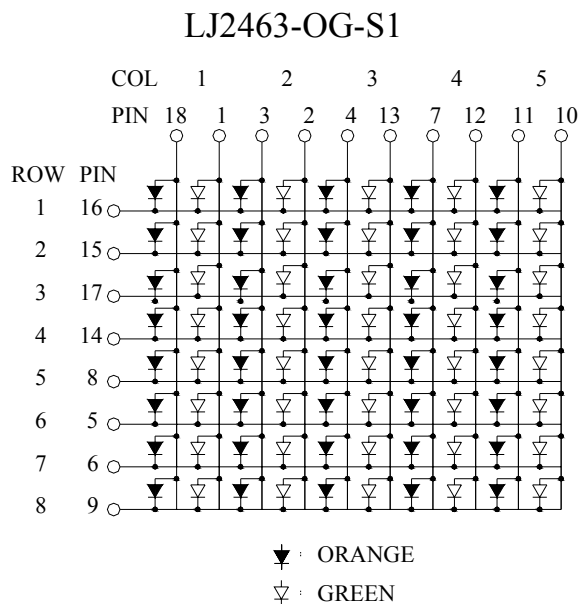 LJ2463-OG-S1
COL 1 2 3 4 5
PIN 18 1 3 2 4 13 7 12 11 10
ROW PIN
1 16
2 15
3 17
4 14
5 8
6 5
7 6
8 9
: ORANGE
: GREEN